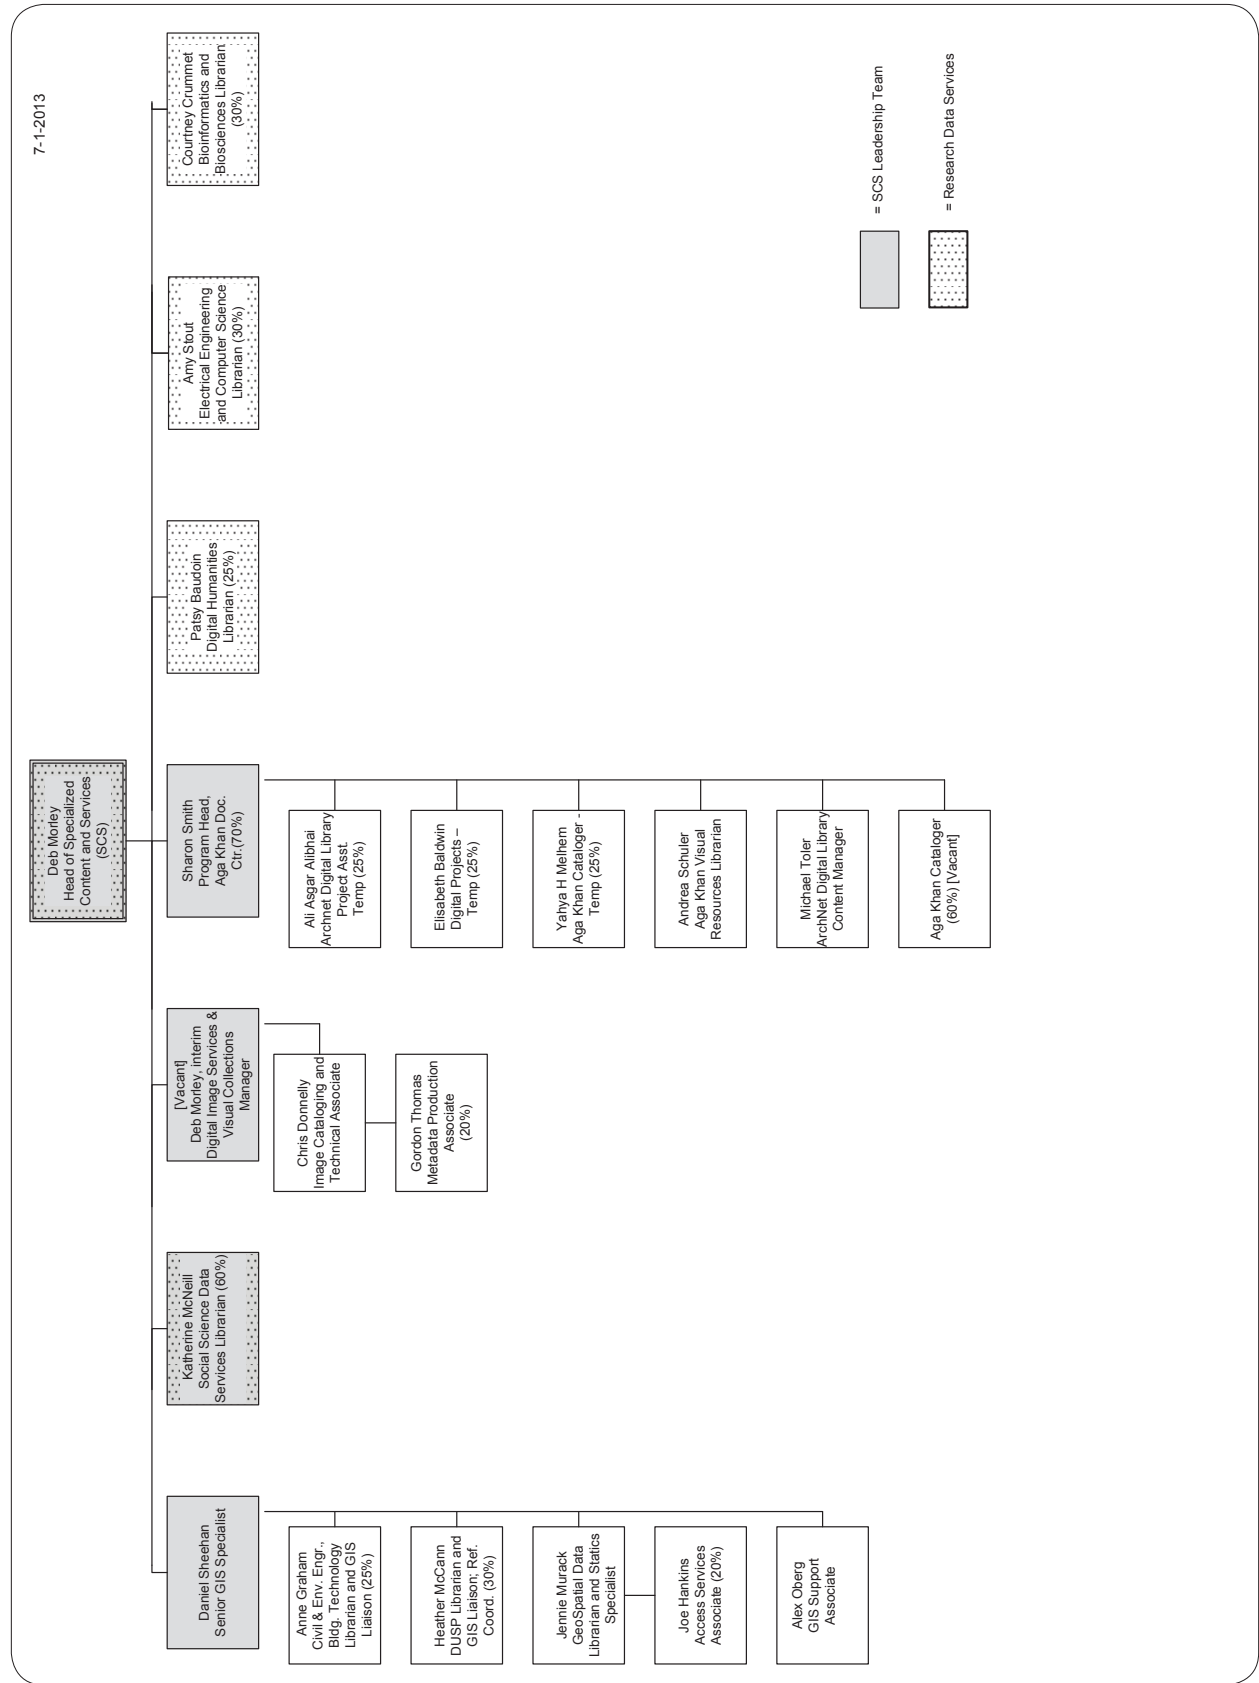 7-1-2013
Deb Morley
Head of Specialized
Content and Services
(SCS)
Daniel Sheehan
Senior GIS Specialist
Katherine McNeill
Social Science Data
Services Librarian (60%)
[Vacant]
Deb Morley, interim
Digital Image Services &
Visual Collections
Manager
Sharon Smith
Program Head,
Aga Khan Doc.
Ctr.(70%)
Patsy Baudoin
Digital Humanities
Librarian (25%)
Amy Stout
Electrical Engineering
and Computer Science
Librarian (30%)
Courtney Crummet
Bioinformatics and
Biosciences Librarian
(30%)
Anne Graham
Civil & Env. Engr.,
Bldg. Technology
Librarian and GIS
Liaison (25%)
Heather McCann
DUSP Librarian and
GIS Liaison; Ref.
Coord. (30%)
Jennie Murack
GeoSpatial Data
Librarian and Statics
Specialist
Joe Hankins
Access Services
Associate (20%)
Alex Oberg
GIS Support
Associate
Chris Donnelly
Image Cataloging and
Technical Associate
Gordon Thomas
Metadata Production
Associate
(20%)
Ali Asgar Alibhai
Archnet Digital Library
Project Asst.
Temp (25%)
Elisabeth Baldwin
Digital Projects –
Temp (25%)
Yahya H Melhem
Aga Khan Cataloger -
Temp (25%)
Andrea Schuler
Aga Khan Visual
Resources Librarian
Michael Toler
ArchNet Digital Library
Content Manager
Aga Khan Cataloger
(60%) [Vacant]
= SCS Leadership Team
= Research Data Services